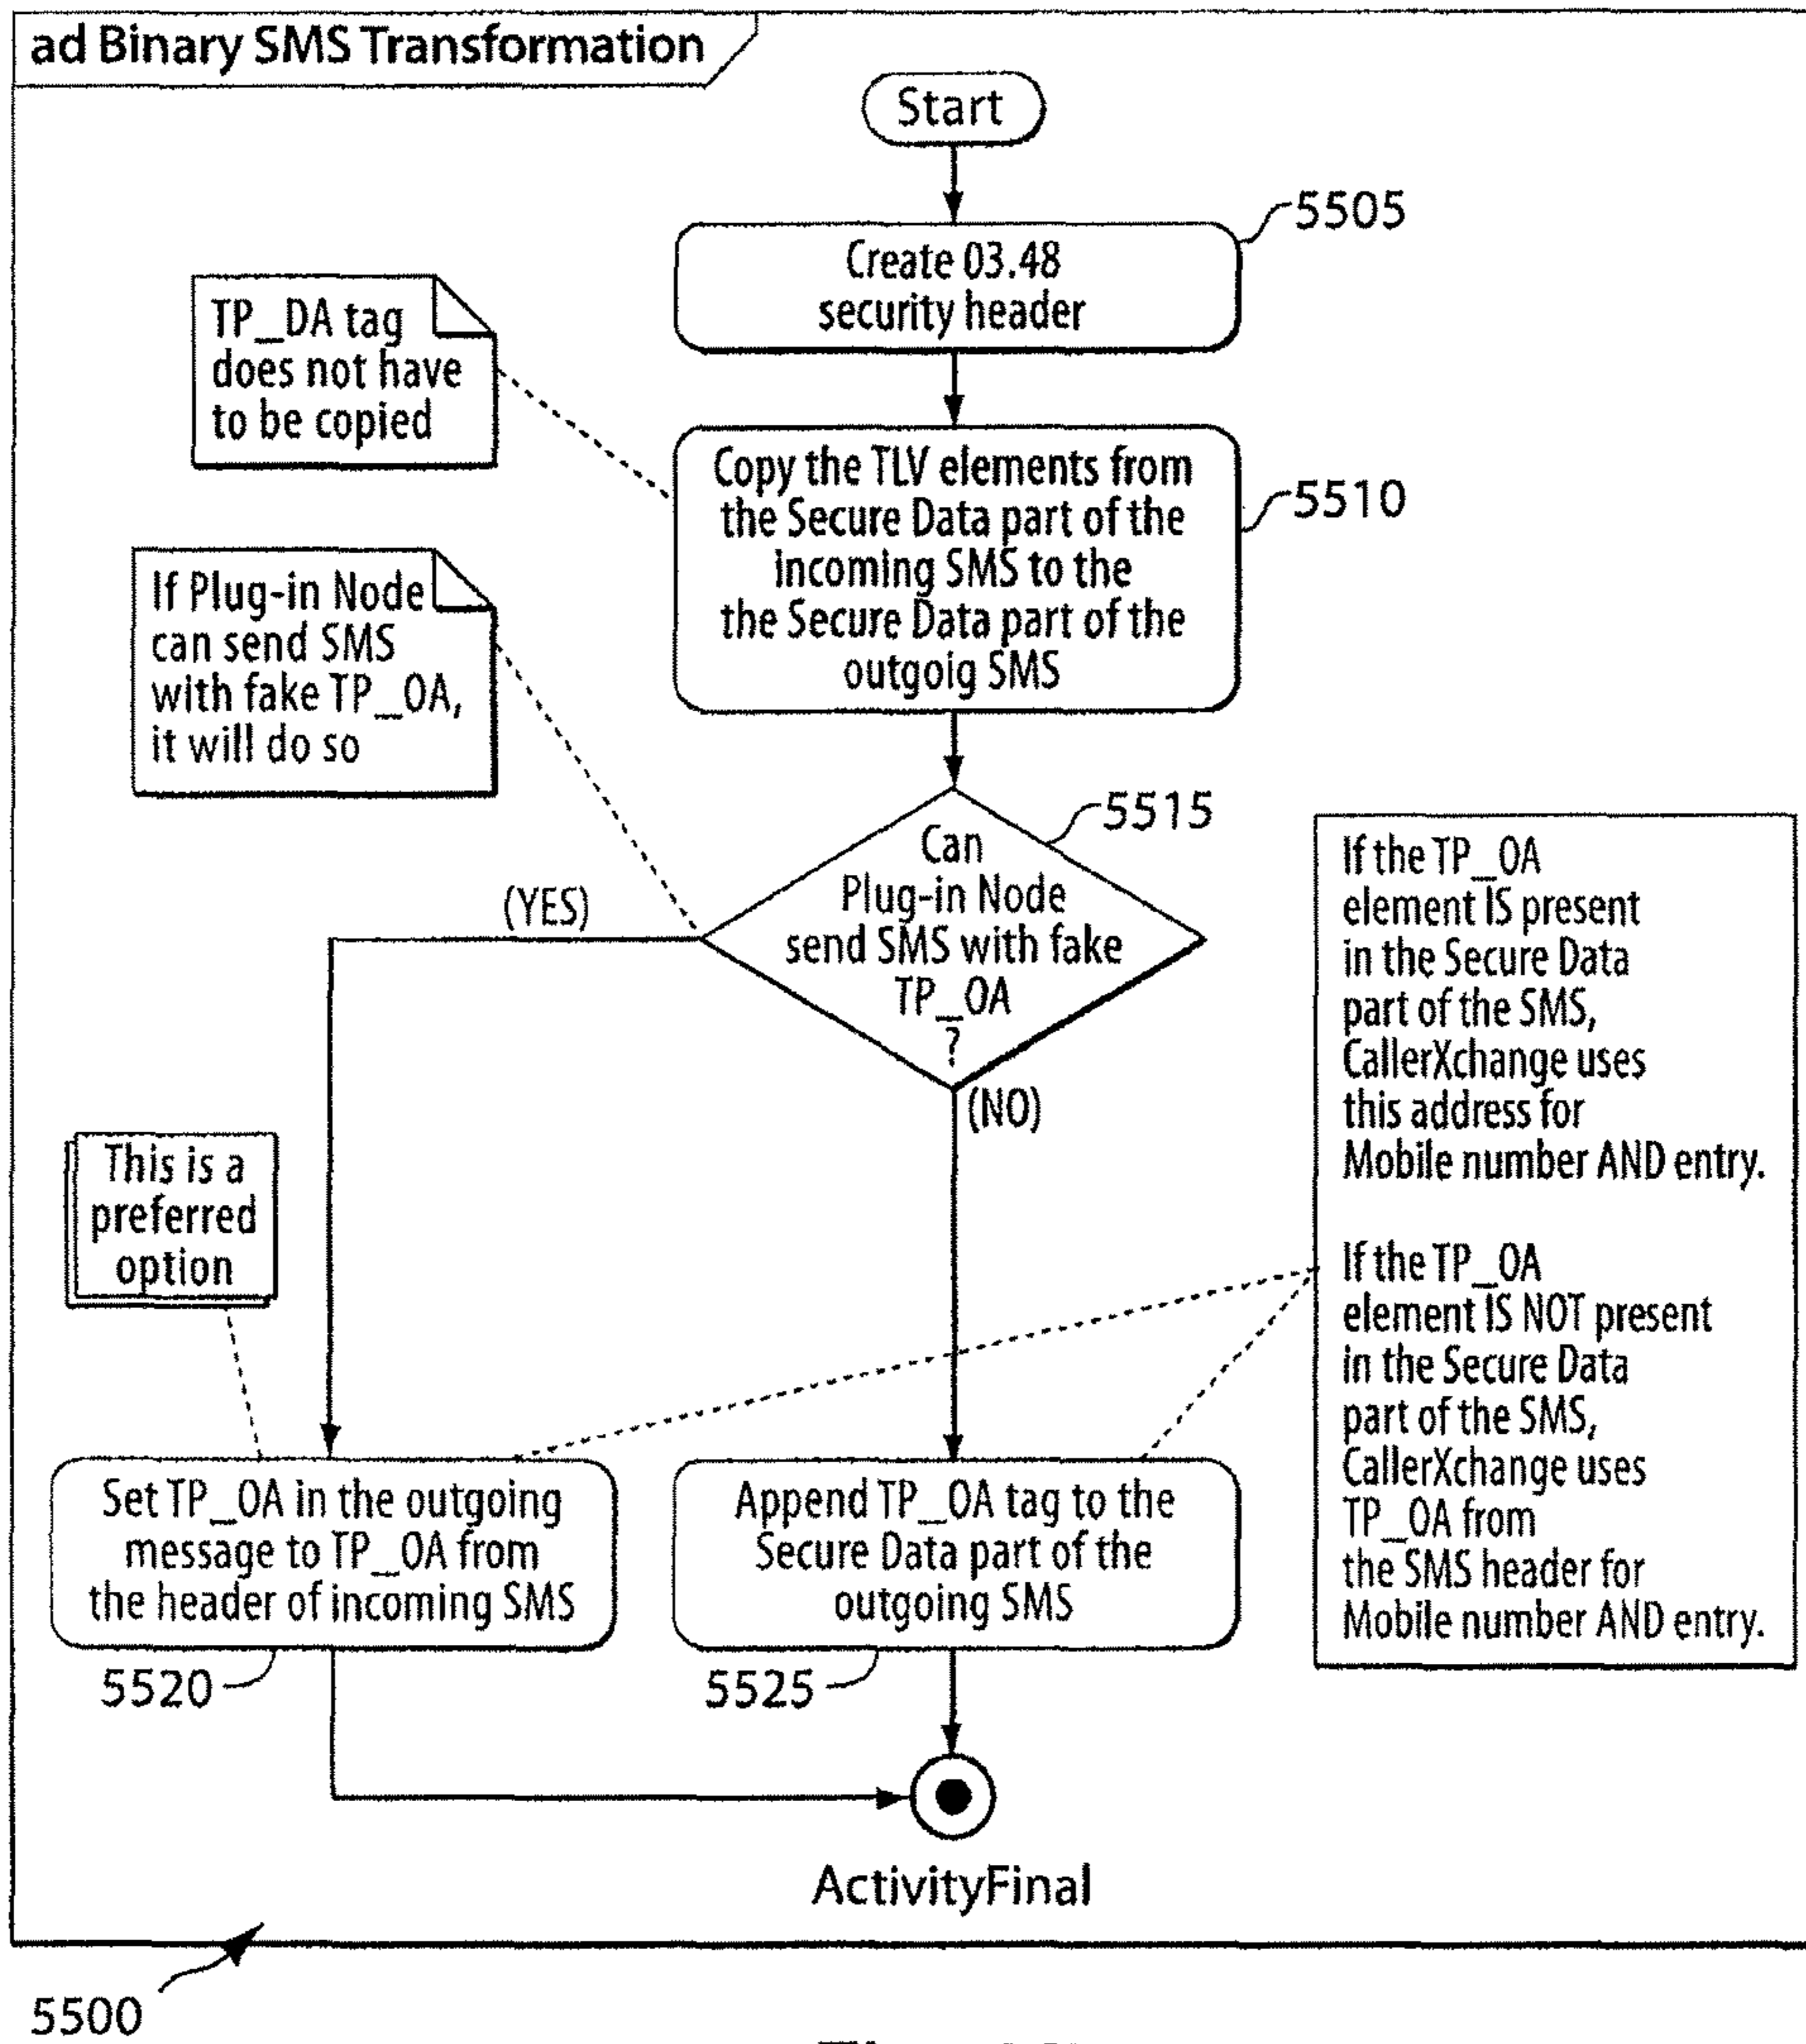 ad Binary SMS Transformation
Start
5505
Create 03.48
security header
TP_DA tag
does not have
to be copied
Copy the TLV elements from
the Secure Data part of the
incoming SMS to the
the Secure Data part of the
outgoig SMS
5510
If Plug-in Node
can send SMS
with fake TP_OA,
it will do so
5515
Can
Plug-in Node
send SMS with fake
TP_OA
?
(YES)
(NO)
If the TP_OA
element IS present
in the Secure Data
part of the SMS,
CallerXchange uses
this address for
Mobile number AND entry.
If the TP_OA
element IS NOT present
in the Secure Data
part of the SMS,
CallerXchange uses
TP_OA from
the SMS header for
Mobile number AND entry.
This is a
preferred
option
Set TP_OA in the outgoing
message to TP_OA from
the header of incoming SMS
5520
Append TP_OA tag to the
Secure Data part of the
outgoing SMS
5525
ActivityFinal
5500